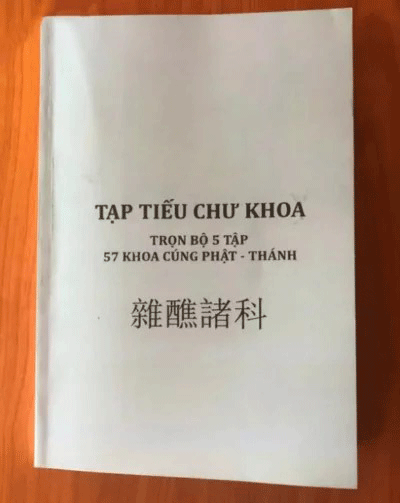 TẠP TIẾU CHƯ KHOA
TRỌN BỘ 5 TẬP
57 KHOA CÚNG PHẬT - THÁNH
雜醮諸科